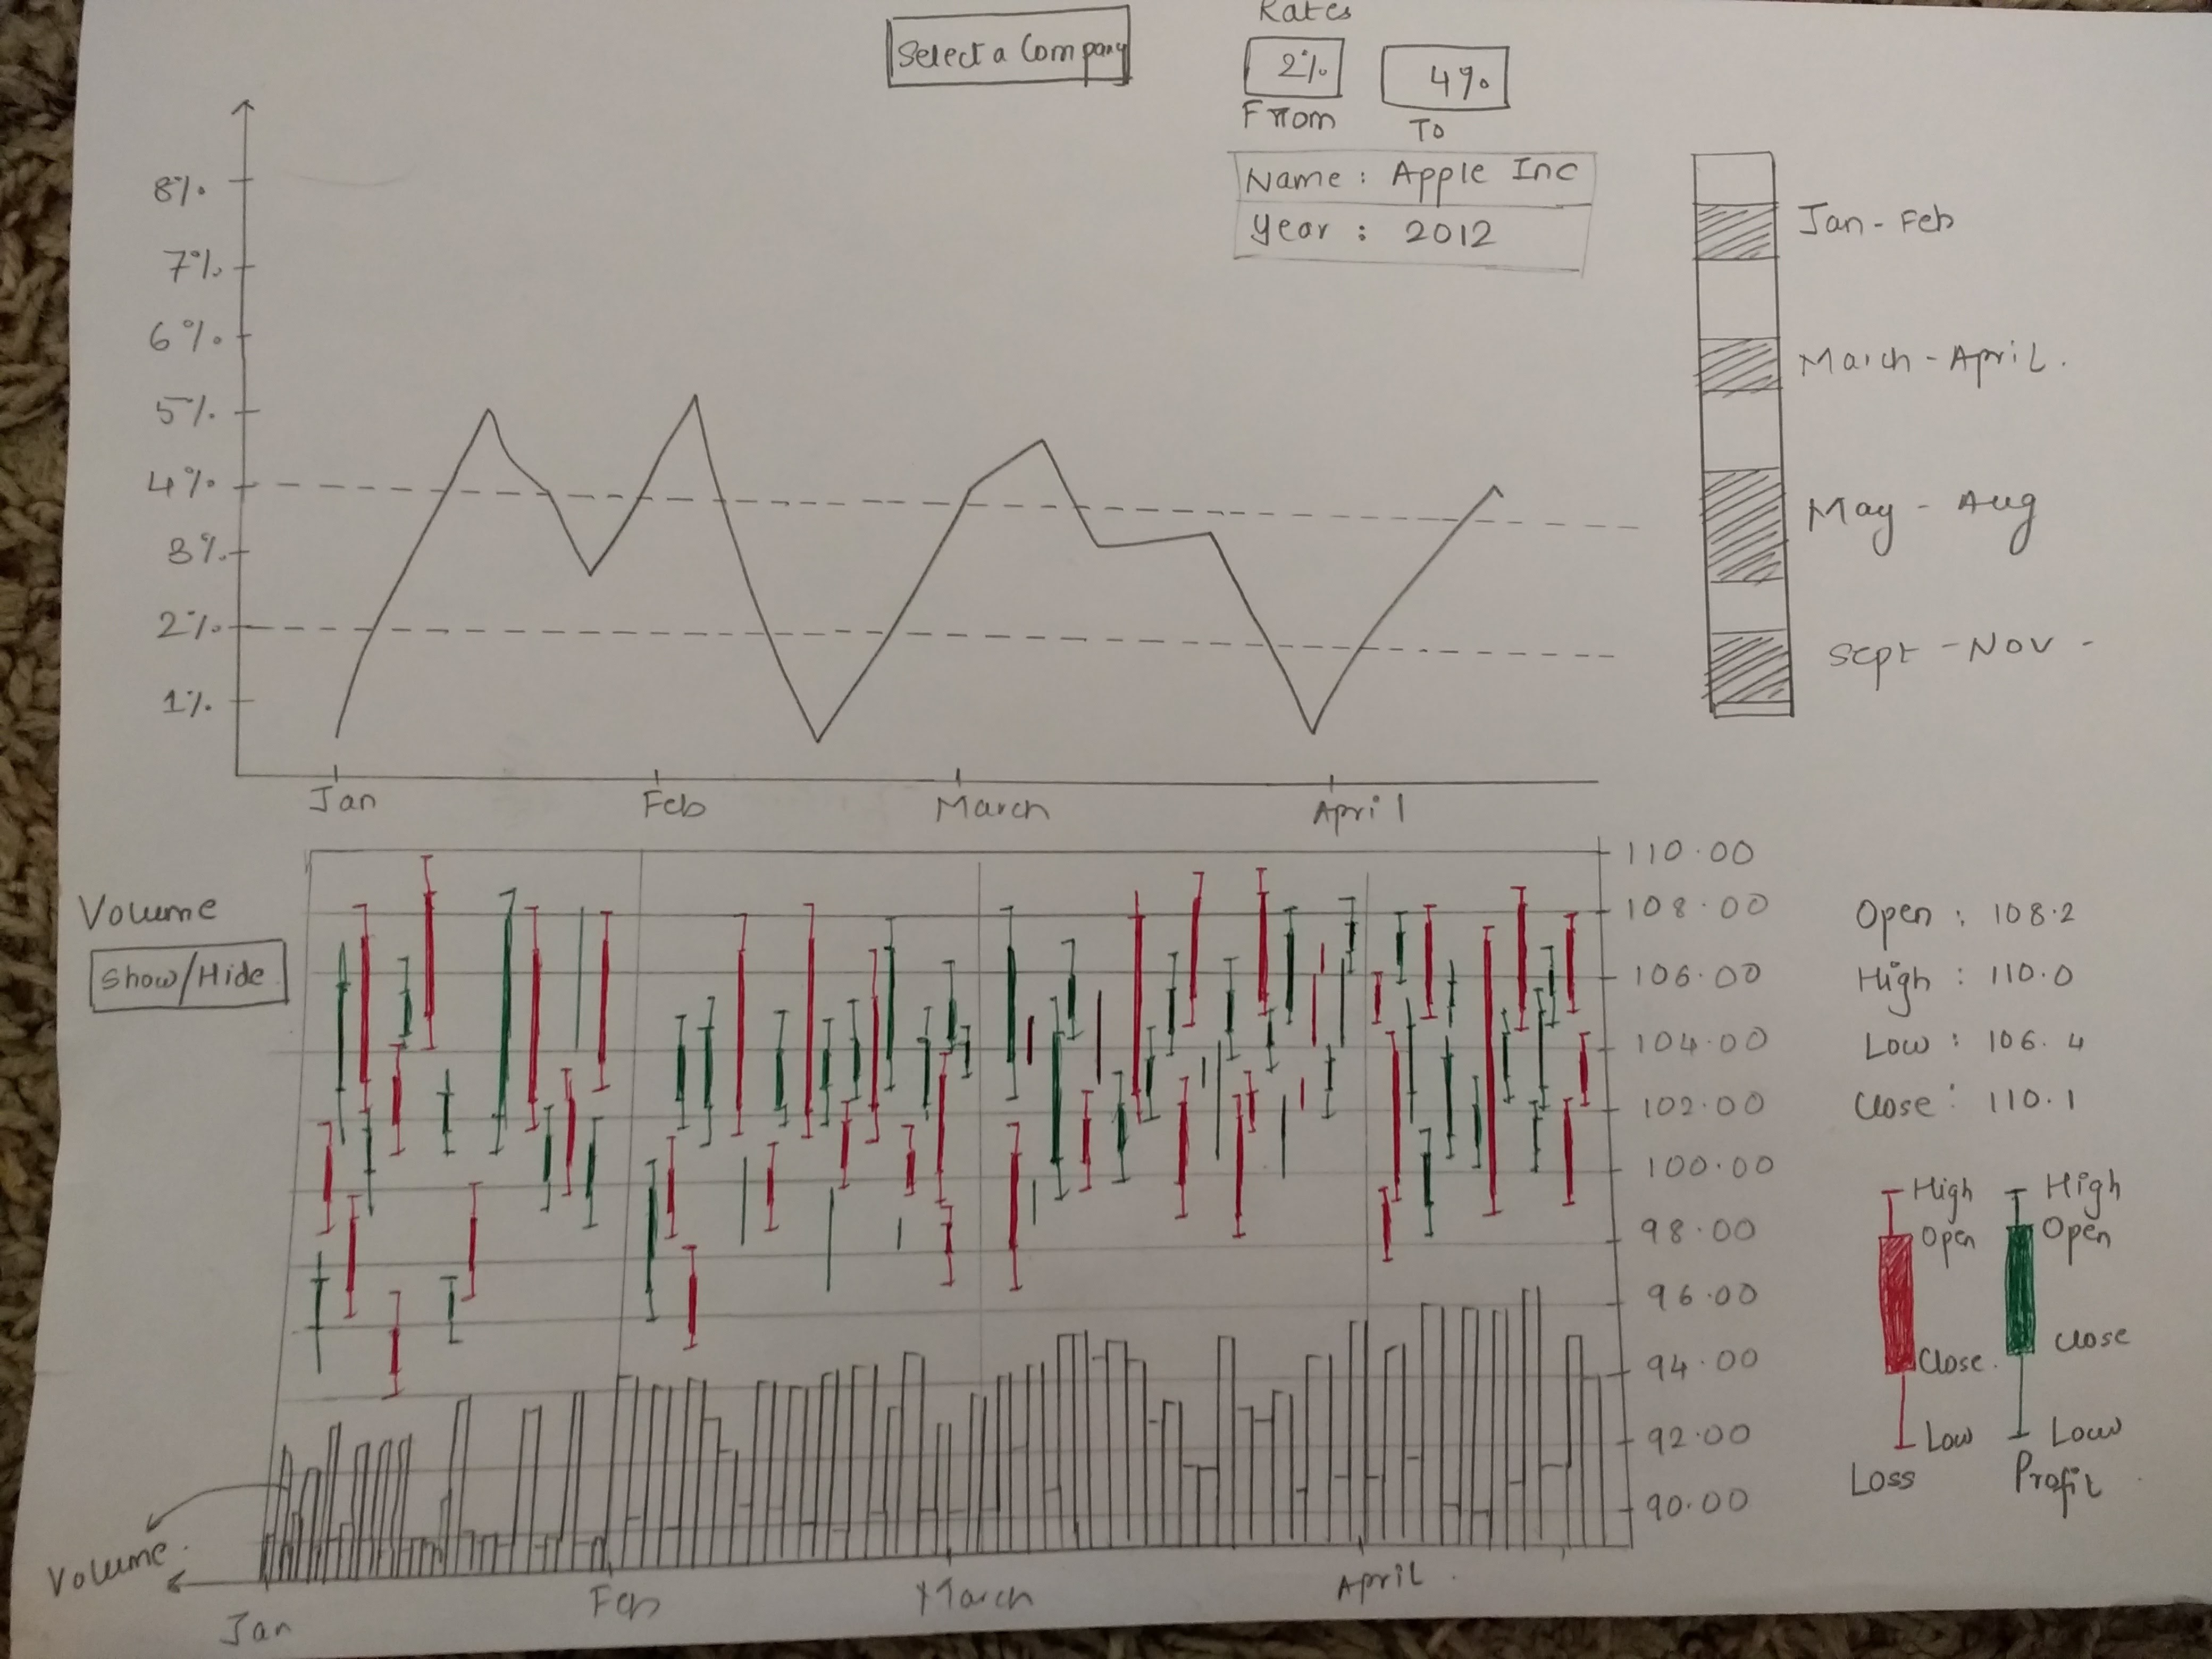 Rates
Select a Company
2%
4%
From
To
Name : Apple Inc
Year : 2012
8%
7%
6%
5%
4%
3%
2%
1%
Jan
Feb
March
April
Jan - Feb
March - April.
May - Aug
Sept - Nov -
Volume
Show/Hide
110.00
108.00
106.00
104.00
102.00
100.00
98.00
96.00
94.00
92.00
90.00
Open : 108.2
High : 110.0
Low : 106.4
Close : 110.1
High
Open
Close.
Low
Loss
High
Open
Close
Low
Profit
Volume.
Jan
Feb
March
April.